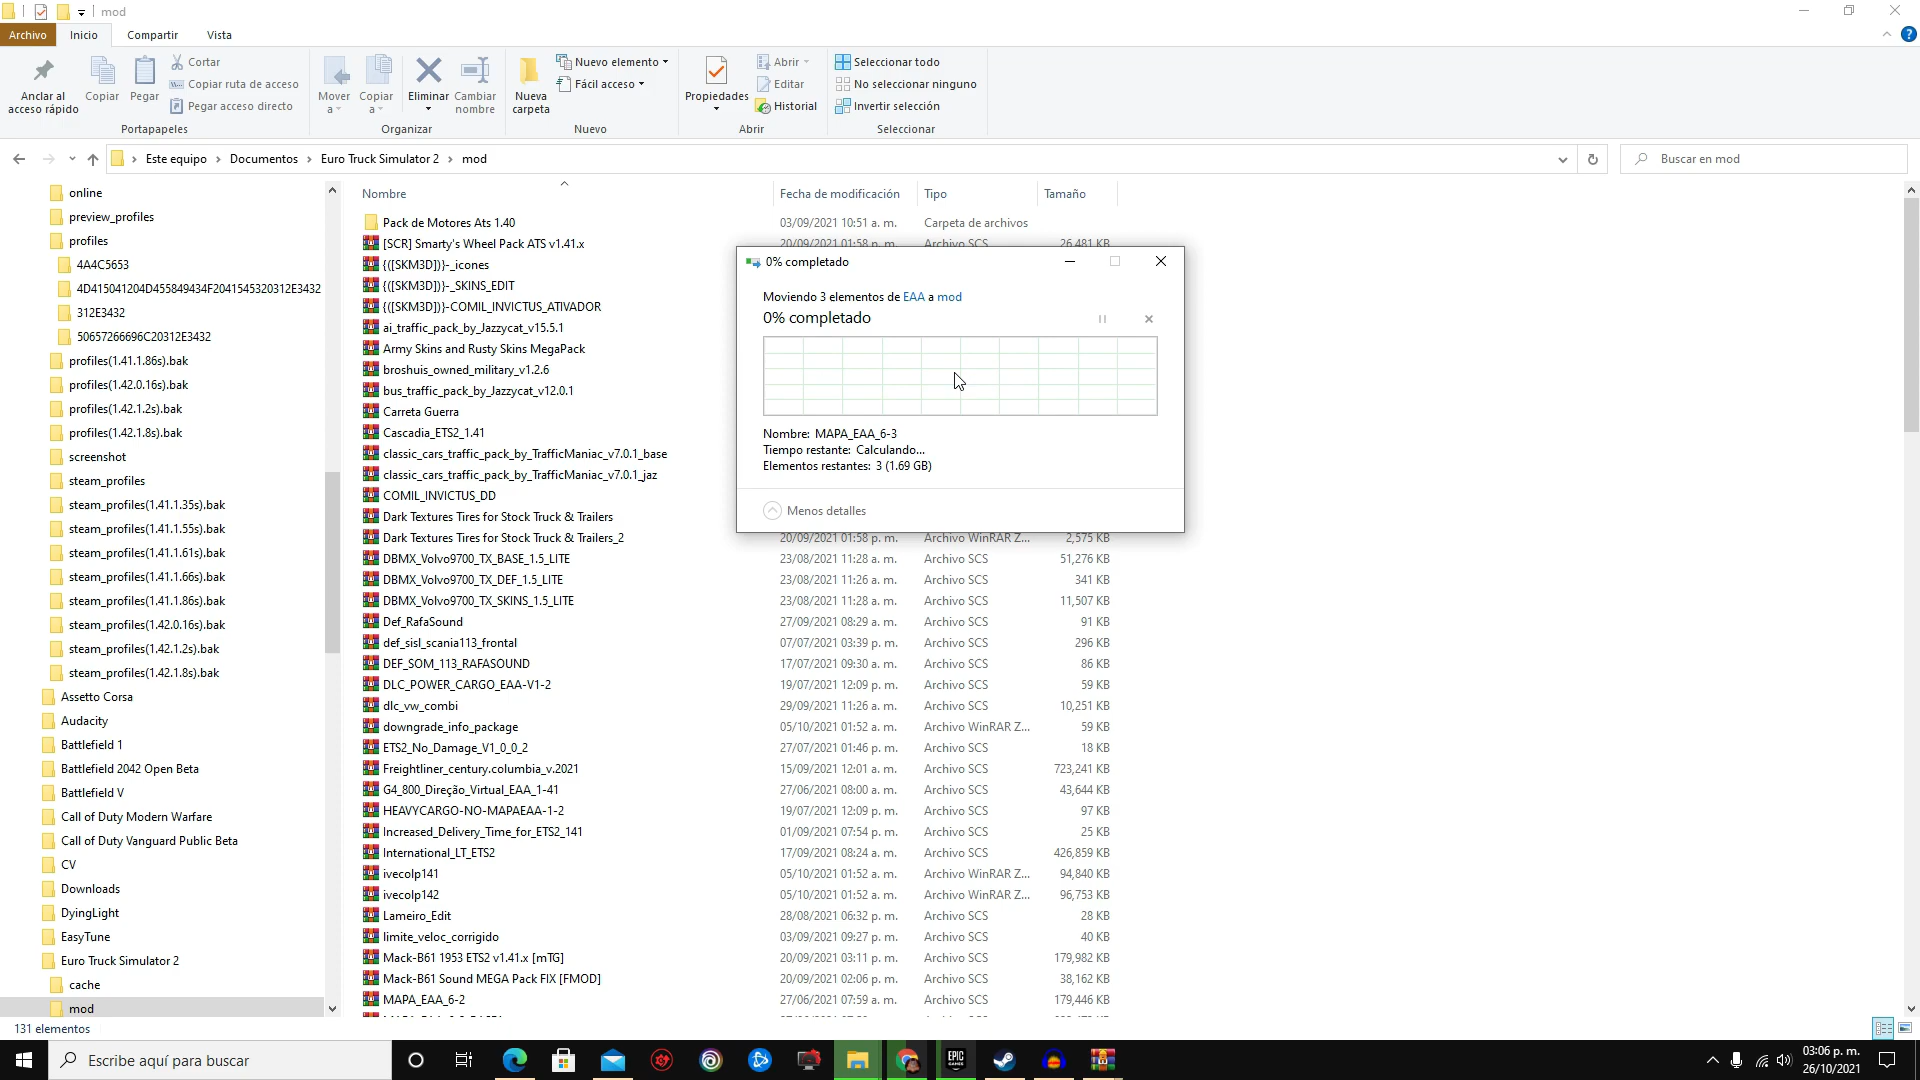 mod
Archivo
Inicio
Compartir
Vista
Anclar al
acceso rápido
Copiar
Pegar
Cortar
Copiar ruta de acceso
Pegar acceso directo
Portapapeles
Mover
a
Copiar
a
Eliminar
Cambiar
nombre
Organizar
Nueva
carpeta
Nuevo elemento
Fácil acceso
Nuevo
Propiedades
Abrir
Editar
Historial
Abrir
Seleccionar todo
No seleccionar ninguno
Invertir selección
Seleccionar
Este equipo > Documentos > Euro Truck Simulator 2 > mod
Buscar en mod
online
preview_profiles
profiles
4A4C5653
4D415041204D455849434F2041545320312E3432
312E3432
50657266696C20312E3432
profiles(1.41.1.86s).bak
profiles(1.42.0.16s).bak
profiles(1.42.1.2s).bak
profiles(1.42.1.8s).bak
screenshot
steam_profiles
steam_profiles(1.41.1.35s).bak
steam_profiles(1.41.1.55s).bak
steam_profiles(1.41.1.61s).bak
steam_profiles(1.41.1.66s).bak
steam_profiles(1.41.1.86s).bak
steam_profiles(1.42.0.16s).bak
steam_profiles(1.42.1.2s).bak
steam_profiles(1.42.1.8s).bak
Assetto Corsa
Audacity
Battlefield 1
Battlefield 2042 Open Beta
Battlefield V
Call of Duty Modern Warfare
Call of Duty Vanguard Public Beta
CV
Downloads
DyingLight
EasyTune
Euro Truck Simulator 2
cache
mod
Nombre Fecha de modificación Tipo Tamaño
Pack de Motores Ats 1.40 03/09/2021 10:51 a. m. Carpeta de archivos
[SCR] Smarty's Wheel Pack ATS v1.41.x 20/09/2021 01:58 p. m. Archivo SCS 26,481 KB
{([SKM3D])}-_icones
{([SKM3D])}-_SKINS_EDIT
{([SKM3D])}-COMIL_INVICTUS_ATIVADOR
ai_traffic_pack_by_Jazzycat_v15.5.1
Army Skins and Rusty Skins MegaPack
broshuis_owned_military_v1.2.6
bus_traffic_pack_by_Jazzycat_v12.0.1
Carreta Guerra
Cascadia_ETS2_1.41
classic_cars_traffic_pack_by_TrafficManiac_v7.0.1_base
classic_cars_traffic_pack_by_TrafficManiac_v7.0.1_jaz
COMIL_INVICTUS_DD
Dark Textures Tires for Stock Truck & Trailers
Dark Textures Tires for Stock Truck & Trailers_2 20/09/2021 01:58 p. m. Archivo WinRAR Z... 2,575 KB
DBMX_Volvo9700_TX_BASE_1.5_LITE 23/08/2021 11:28 a. m. Archivo SCS 51,276 KB
DBMX_Volvo9700_TX_DEF_1.5_LITE 23/08/2021 11:26 a. m. Archivo SCS 341 KB
DBMX_Volvo9700_TX_SKINS_1.5_LITE 23/08/2021 11:28 a. m. Archivo SCS 11,507 KB
Def_RafaSound 27/09/2021 08:29 a. m. Archivo SCS 91 KB
def_sisl_scania113_frontal 07/07/2021 03:39 p. m. Archivo SCS 296 KB
DEF_SOM_113_RAFASOUND 17/07/2021 09:30 a. m. Archivo SCS 86 KB
DLC_POWER_CARGO_EAA-V1-2 19/07/2021 12:09 p. m. Archivo SCS 59 KB
dlc_vw_combi 29/09/2021 11:26 a. m. Archivo SCS 10,251 KB
downgrade_info_package 05/10/2021 01:52 a. m. Archivo WinRAR Z... 59 KB
ETS2_No_Damage_V1_0_0_2 27/07/2021 01:46 p. m. Archivo SCS 18 KB
Freightliner_century.columbia_v.2021 15/09/2021 12:01 a. m. Archivo SCS 723,241 KB
G4_800_Direção_Virtual_EAA_1-41 27/06/2021 08:00 a. m. Archivo SCS 43,644 KB
HEAVYCARGO-NO-MAPAEAA-1-2 19/07/2021 12:09 p. m. Archivo SCS 97 KB
Increased_Delivery_Time_for_ETS2_141 01/09/2021 07:54 p. m. Archivo SCS 25 KB
International_LT_ETS2 17/09/2021 08:24 a. m. Archivo SCS 426,859 KB
ivecolp141 05/10/2021 01:52 a. m. Archivo WinRAR Z... 94,840 KB
ivecolp142 05/10/2021 01:52 a. m. Archivo WinRAR Z... 96,753 KB
Lameiro_Edit 28/08/2021 06:32 p. m. Archivo SCS 28 KB
limite_veloc_corrigido 03/09/2021 09:27 p. m. Archivo SCS 40 KB
Mack-B61 1953 ETS2 v1.41.x [mTG] 20/09/2021 03:11 p. m. Archivo SCS 179,982 KB
Mack-B61 Sound MEGA Pack FIX [FMOD] 20/09/2021 02:06 p. m. Archivo SCS 38,162 KB
MAPA_EAA_6-2 27/06/2021 07:59 a. m. Archivo SCS 179,446 KB
0% completado
Moviendo 3 elementos de EAA a mod
0% completado
Nombre: MAPA_EAA_6-3
Tiempo restante: Calculando...
Elementos restantes: 3 (1.69 GB)
Menos detalles
131 elementos
Escribe aquí para buscar
EPIC
GAMES
03:06 p. m.
26/10/2021